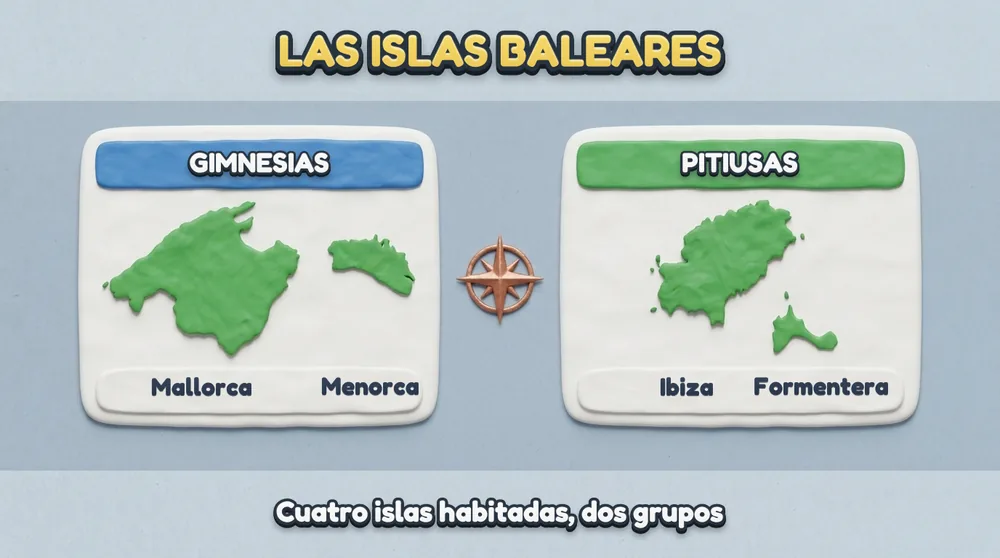 LAS ISLAS BALEARES
GIMNESIAS
Mallorca
Menorca
PITIUSAS
Ibiza
Formentera
Cuatro islas habitadas, dos grupos